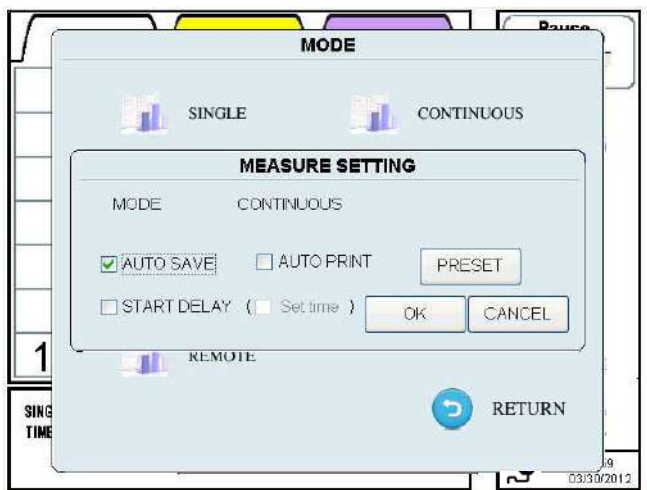 Pause
MODE
SINGLE CONTINUOUS
MEASURE SETTING
MODE CONTINUOUS
AUTO SAVE AUTO PRINT PRESET
START DELAY ( Set time ) OK CANCEL
1
REMOTE
SING
TIME
RETURN
59
03/30/2012